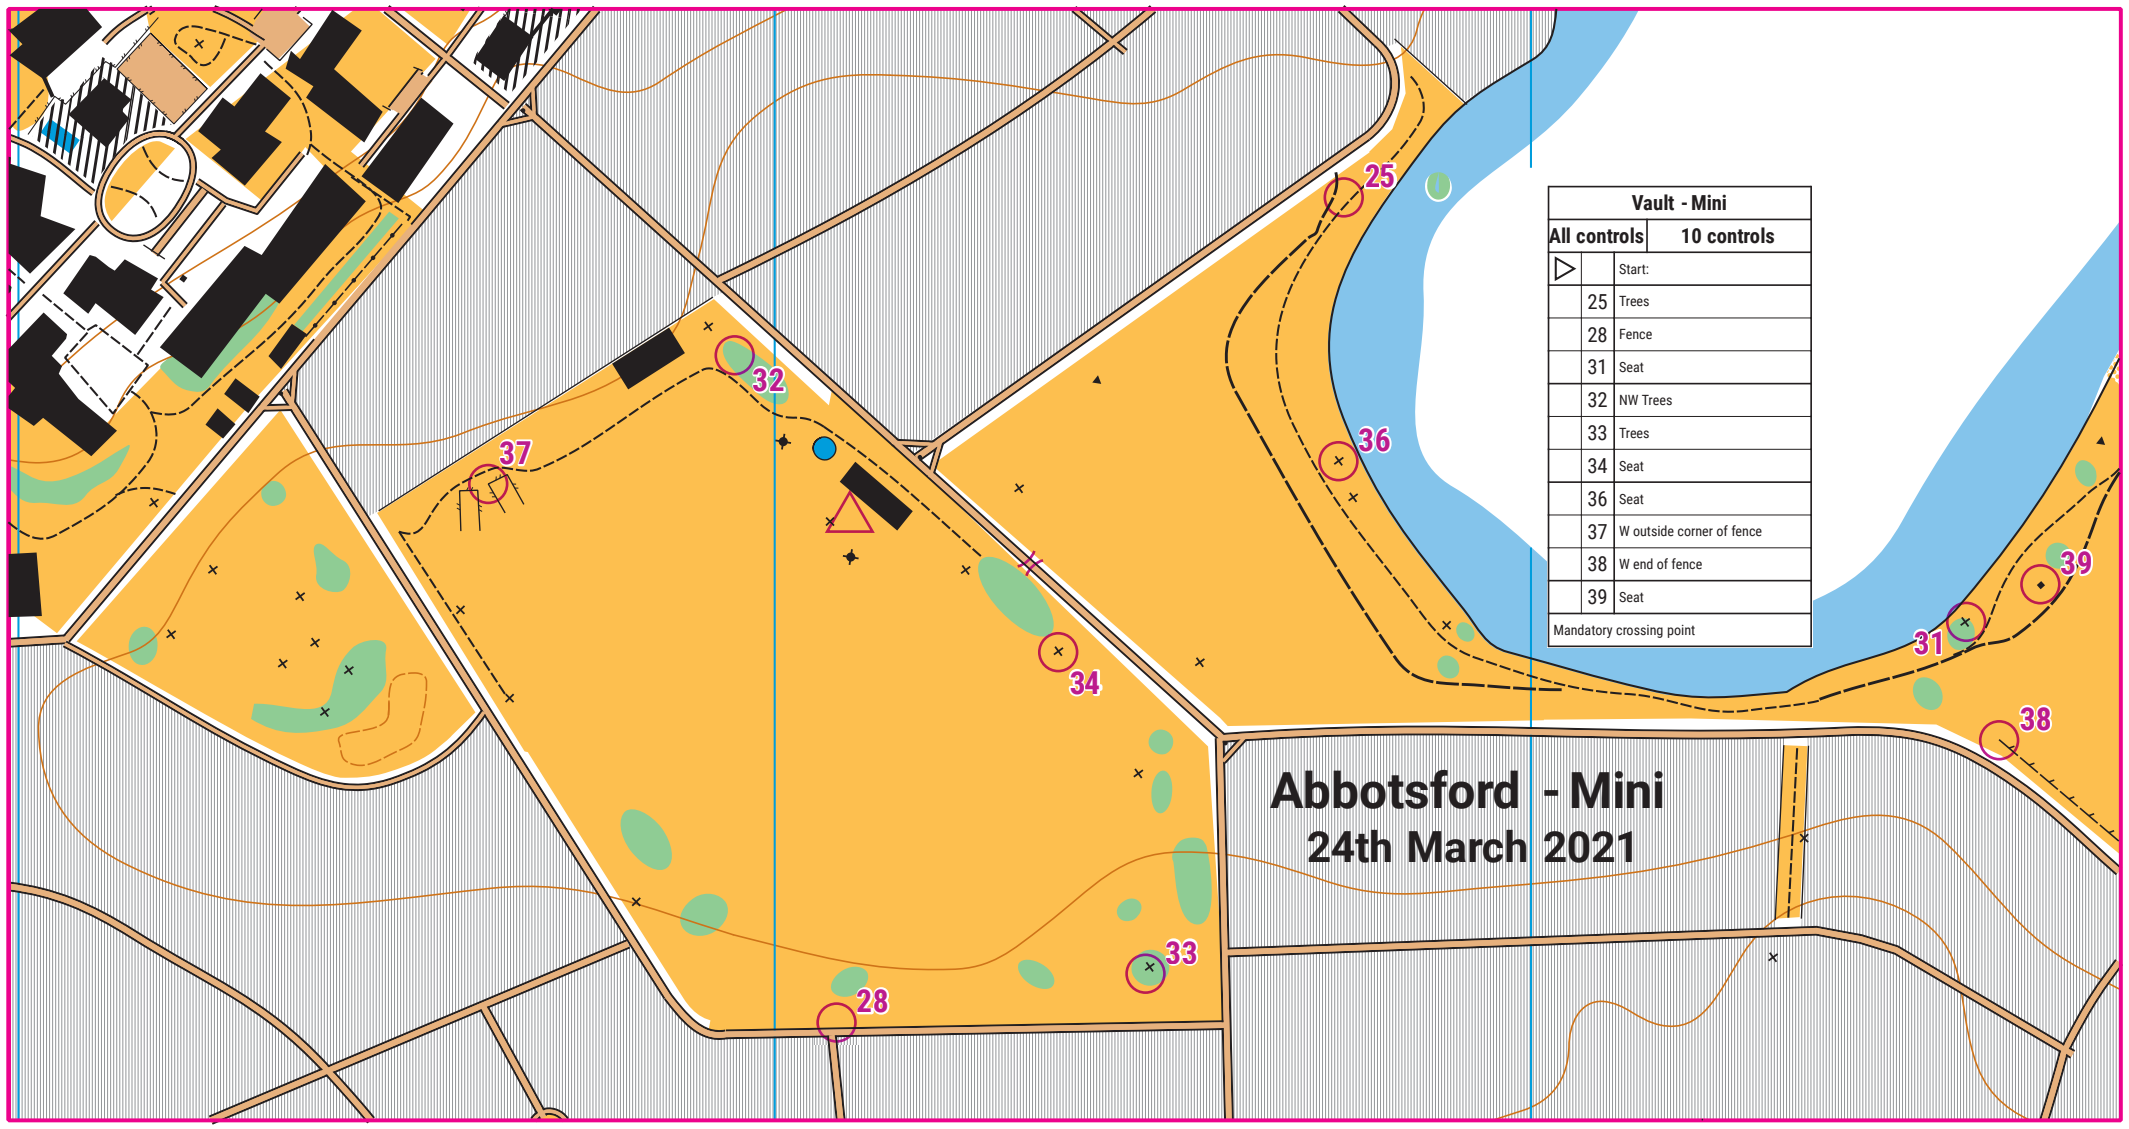 25
32
36
37
Vault - Mini
All controls 10 controls
Start:
25 Trees
28 Fence
31 Seat
32 NW Trees
33 Trees
34 Seat
36 Seat
37 W outside corner of fence
38 W end of fence
39 Seat
Mandatory crossing point
39
31
34
38
Abbotsford - Mini
24th March 2021
33
28